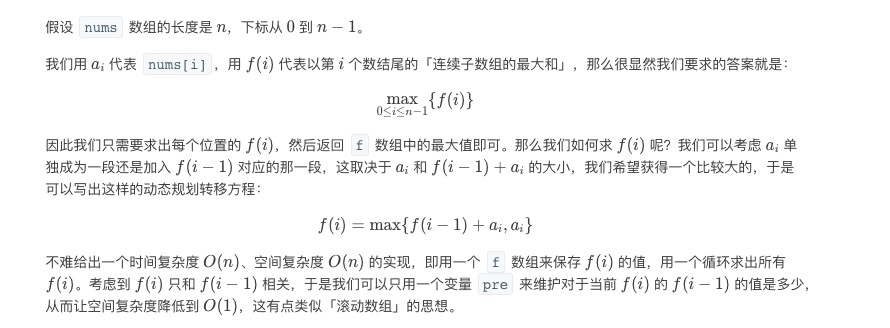 假设 nums 数组的长度是 n，下标从 0 到 n − 1。
我们用 aᵢ 代表 nums[i]，用 f(i) 代表以第 i 个数结尾的「连续子数组的最大和」，那么很显然我们要求的答案就是：
max{f(i)}
0≤i≤n−1
因此我们只需要求出每个位置的 f(i)，然后返回 f 数组中的最大值即可。那么我们如何求 f(i) 呢？我们可以考虑 aᵢ 单
独成为一段还是加入 f(i − 1) 对应的那一段，这取决于 aᵢ 和 f(i − 1) + aᵢ 的大小，我们希望获得一个比较大的，于是
可以写出这样的动态规划转移方程：
f(i) = max{f(i − 1) + aᵢ, aᵢ}
不难给出一个时间复杂度 O(n)、空间复杂度 O(n) 的实现，即用一个 f 数组来保存 f(i) 的值，用一个循环求出所有
f(i)。考虑到 f(i) 只和 f(i − 1) 相关，于是我们可以只用一个变量 pre 来维护对于当前 f(i) 的 f(i − 1) 的值是多少，
从而让空间复杂度降低到 O(1)，这有点类似「滚动数组」的思想。